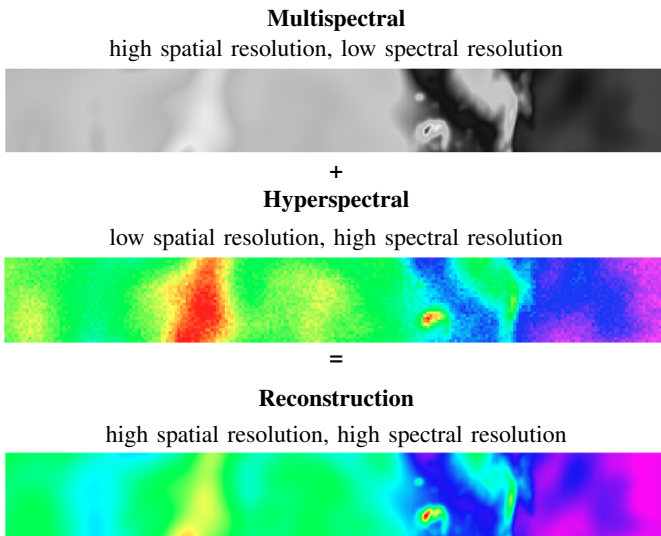 Multispectral
high spatial resolution, low spectral resolution
+
Hyperspectral
low spatial resolution, high spectral resolution
=
Reconstruction
high spatial resolution, high spectral resolution